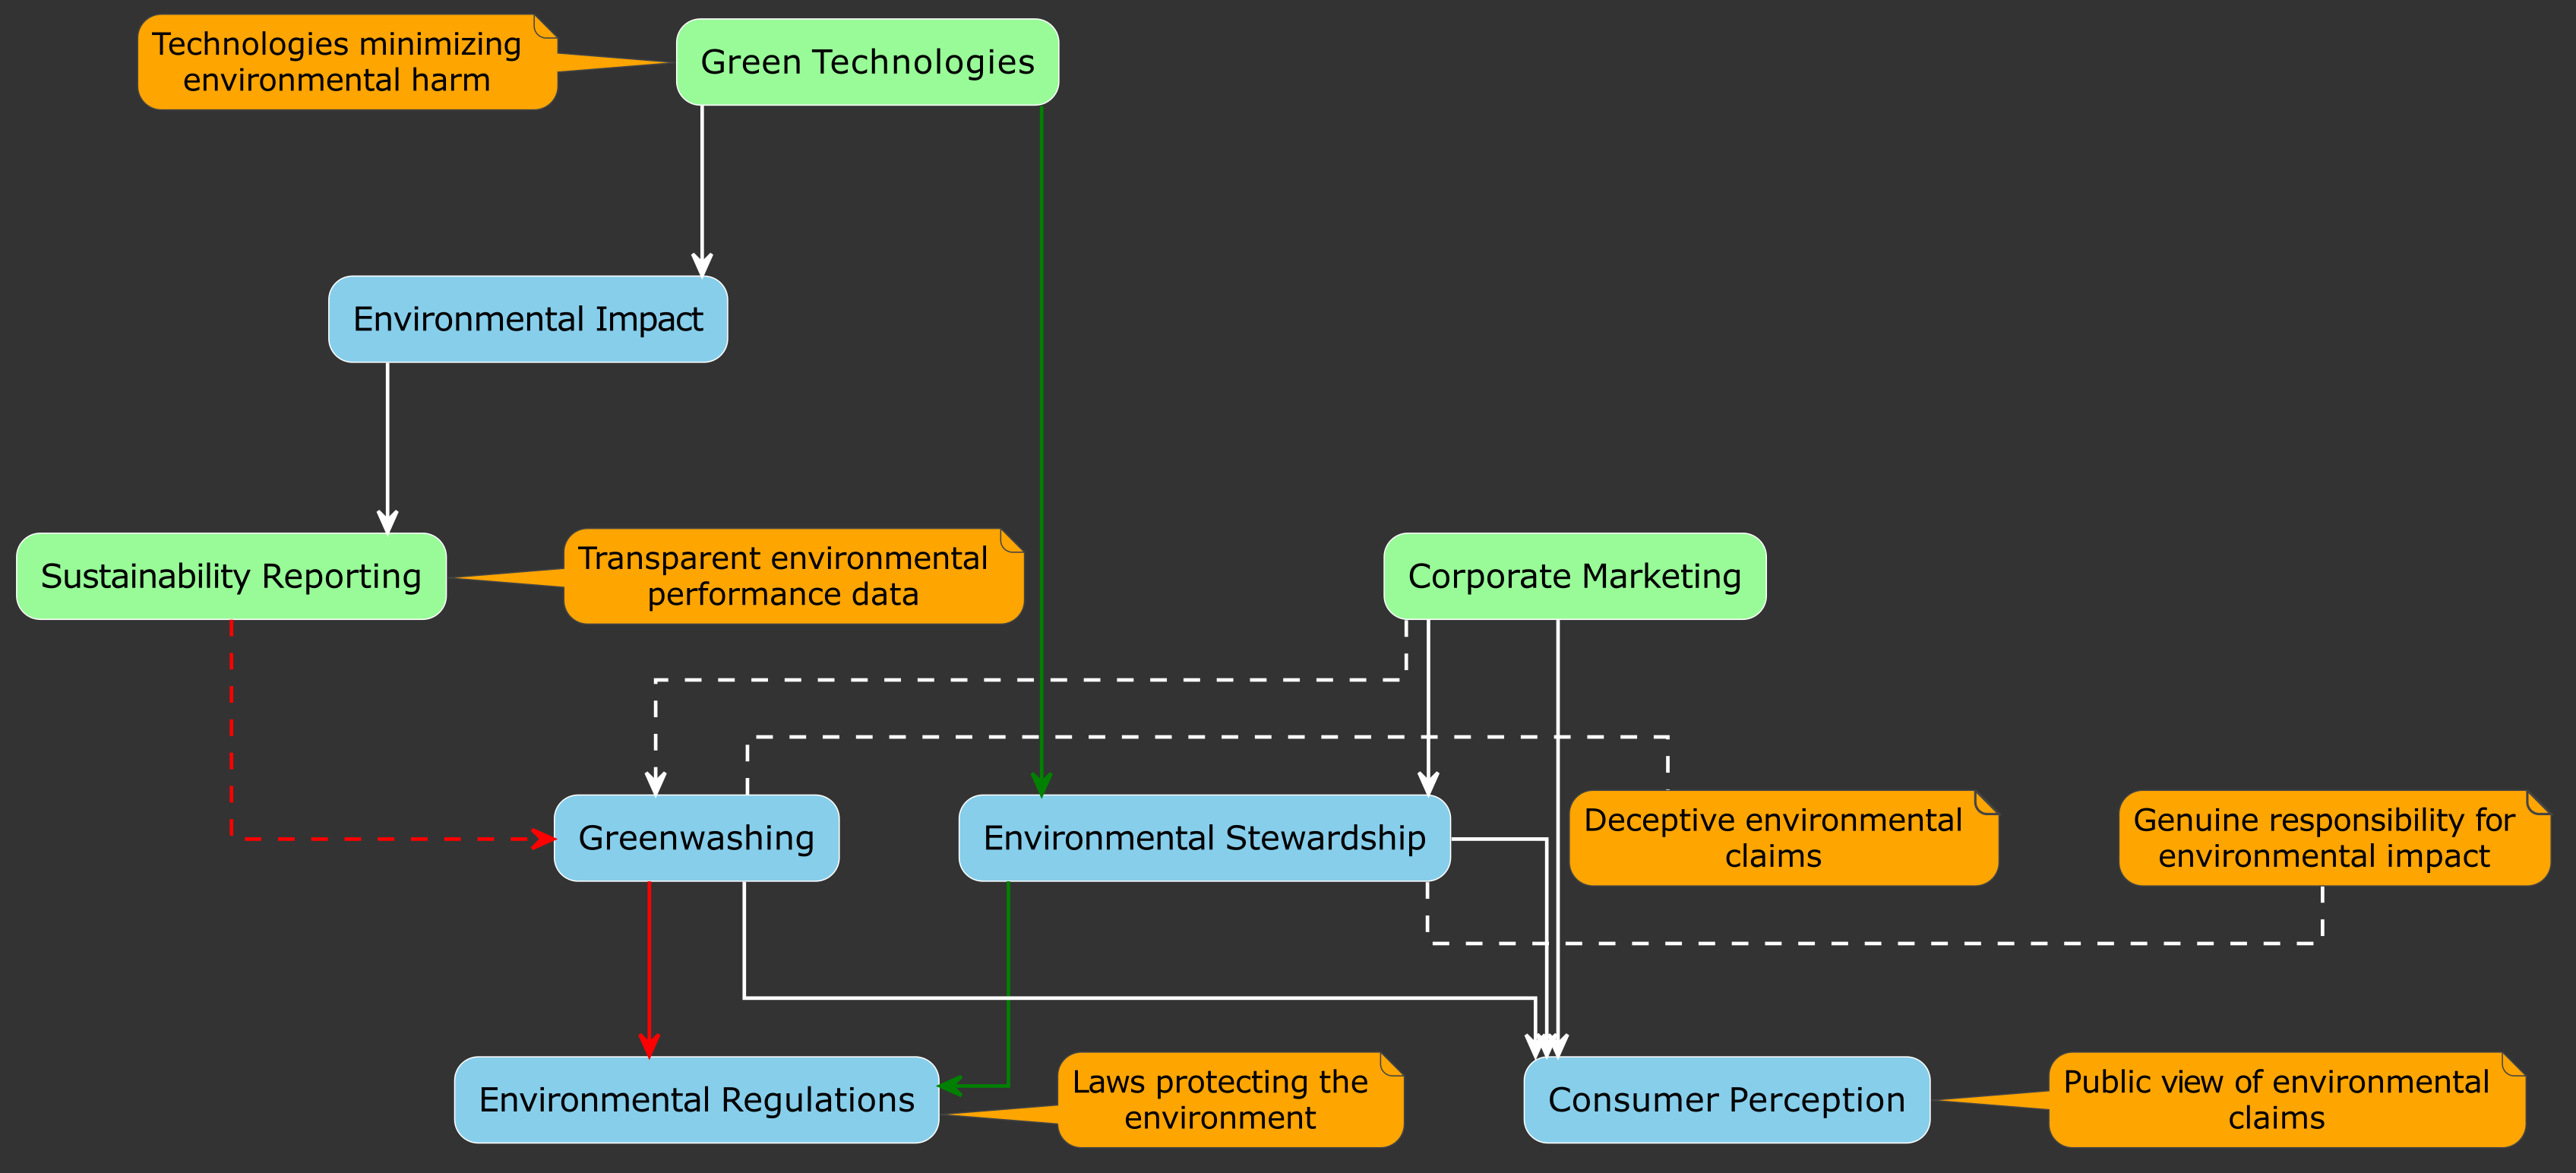 Technologies minimizing
environmental harm
Green Technologies
Environmental Impact
Sustainability Reporting
Transparent environmental
performance data
Corporate Marketing
Greenwashing
Environmental Stewardship
Deceptive environmental
claims
Genuine responsibility for
environmental impact
Environmental Regulations
Laws protecting the
environment
Consumer Perception
Public view of environmental
claims